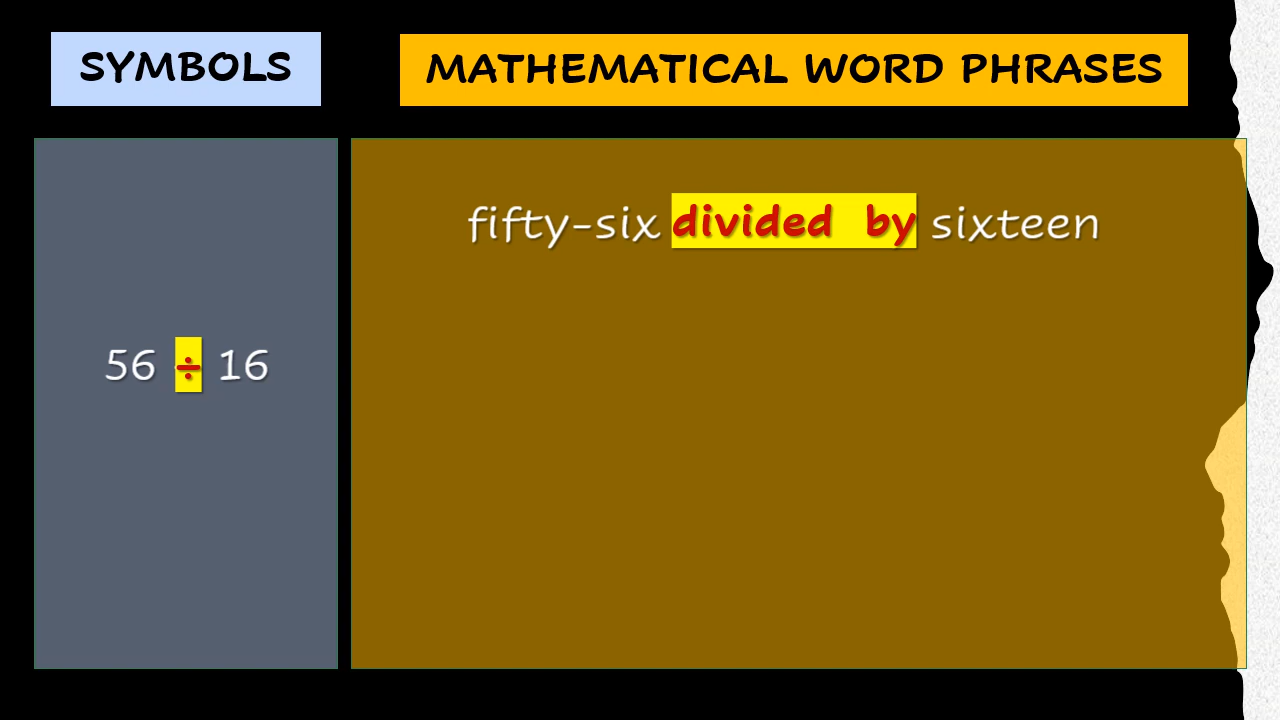 SYMBOLS
MATHEMATICAL WORD PHRASES
fifty-six divided by sixteen
56 ÷ 16